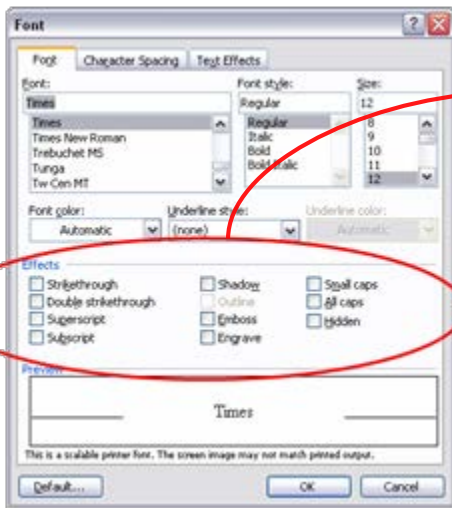 Font
Font Character Spacing Text Effects
Font: Font style: Size:
Times Regular 12
Times Regular 8
Times New Roman Italic 9
Trebuchet MS Bold 10
Tunga Bold Italic 11
Tw Cen MT 12
Font color: Underline style: Underline color:
Automatic (none) Automatic
Effects
Strikethrough Shadow Small caps
Double strikethrough Outline All caps
Superscript Emboss Hidden
Subscript Engrave
Preview
Times
This is a scalable printer font. The screen image may not match printed output.
Default... OK Cancel